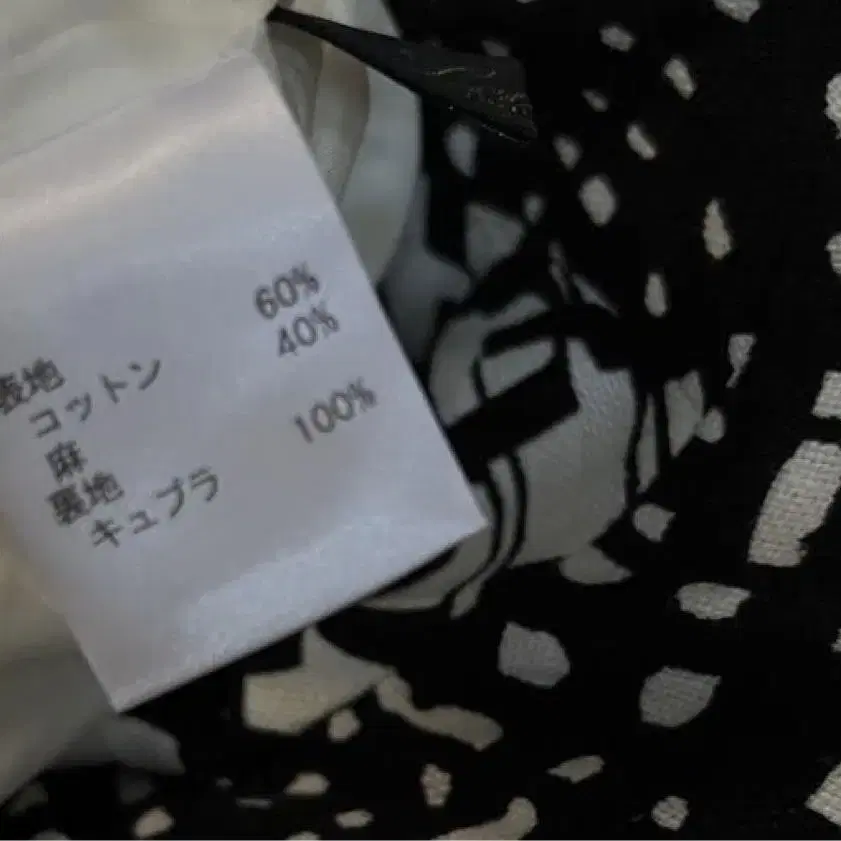 表地
コットン 60%
麻 40%
裏地
キュプラ 100%